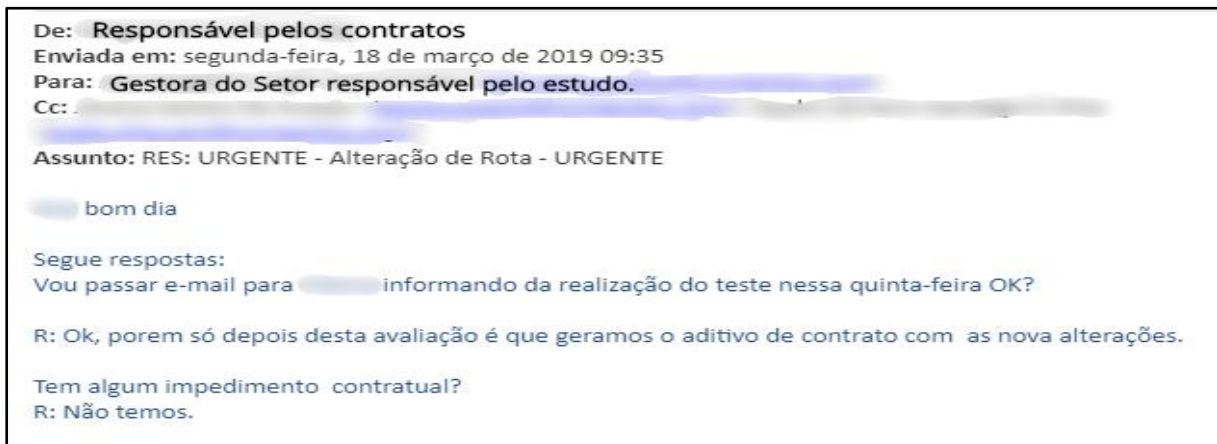 De: Responsável pelos contratos
Enviada em: segunda-feira, 18 de março de 2019 09:35
Para: Gestora do Setor responsável pelo estudo.
Cc:
Assunto: RES: URGENTE - Alteração de Rota - URGENTE
bom dia
Segue respostas:
Vou passar e-mail para informando da realização do teste nessa quinta-feira OK?
R: Ok, porem só depois desta avaliação é que geramos o aditivo de contrato com as nova alterações.
Tem algum impedimento contratual?
R: Não temos.